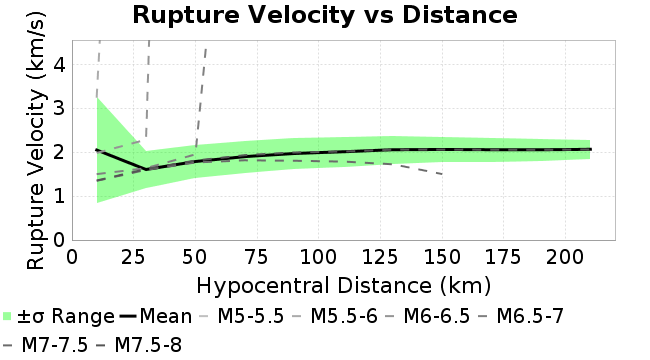 Rupture Velocity vs Distance
Rupture Velocity (km/s)
4
3
2
1
0
0 25 50 75 100 125 150 175 200
Hypocentral Distance (km)
±σ Range Mean M5-5.5 M5.5-6 M6-6.5 M6.5-7
M7-7.5 M7.5-8